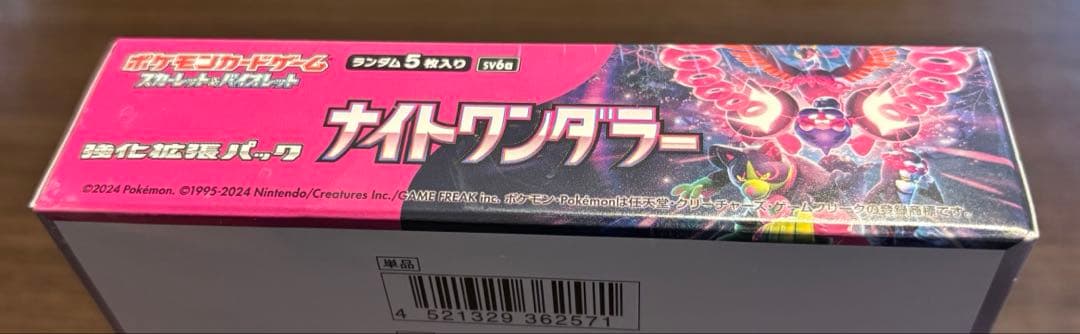 ポケモンカードゲーム
スカーレット&バイオレット
ランダム5枚入り
SV6a
強化拡張パック
ナイトワンダラー
©2024 Pokémon. ©1995-2024 Nintendo/Creatures Inc./GAME FREAK inc. ポケモン・Pokémonは任天堂・クリーチャーズ・ゲームフリークの登録商標です。
単品
4 521329 362571